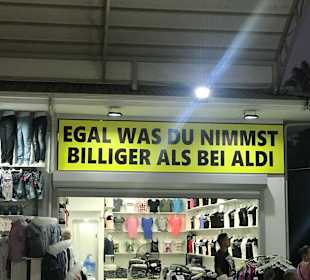 EGAL WAS DU NIMMST
BILLIGER ALS BEI ALDI